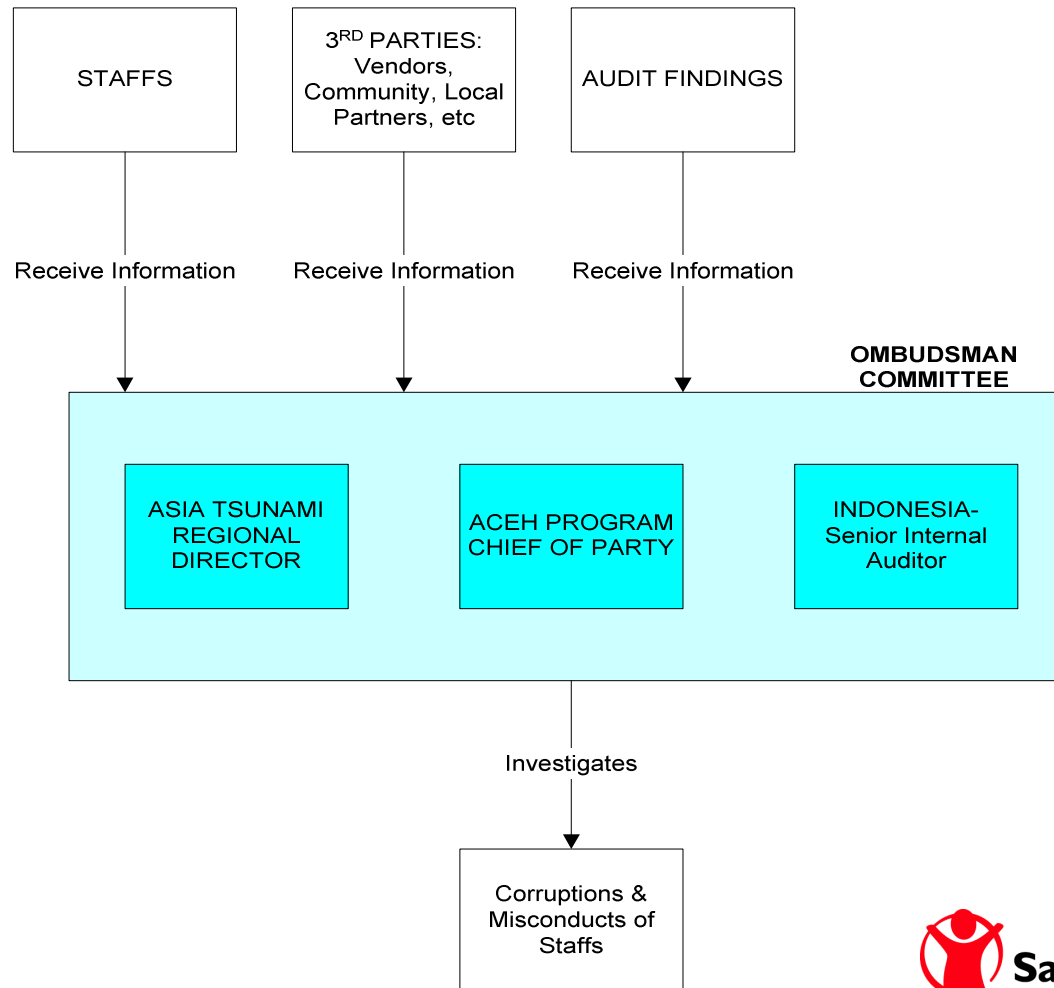 STAFFS
3RD PARTIES:
Vendors,
Community, Local
Partners, etc
AUDIT FINDINGS
Receive Information
Receive Information
Receive Information
OMBUDSMAN
COMMITTEE
ASIA TSUNAMI
REGIONAL
DIRECTOR
ACEH PROGRAM
CHIEF OF PARTY
INDONESIA-
Senior Internal
Auditor
Investigates
Corruptions &
Misconducts of
Staffs
Sa